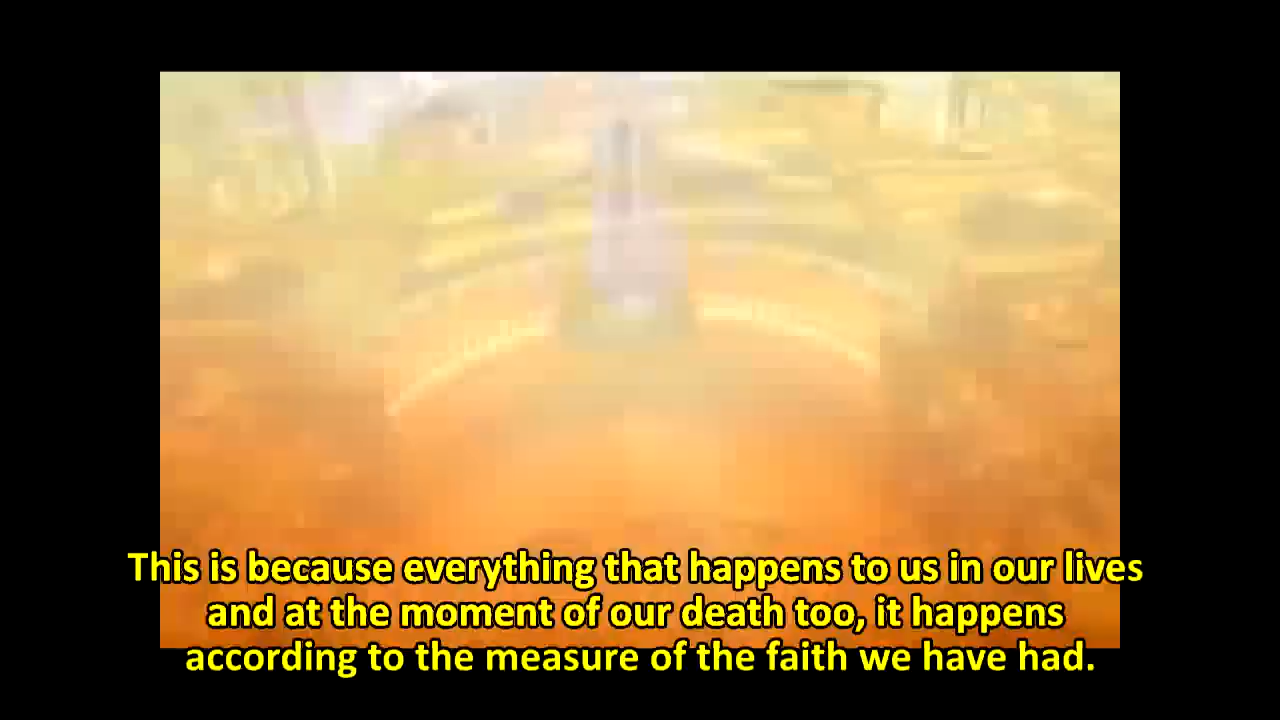 This is because everything that happens to us in our lives
and at the moment of our death too, it happens
according to the measure of the faith we have had.